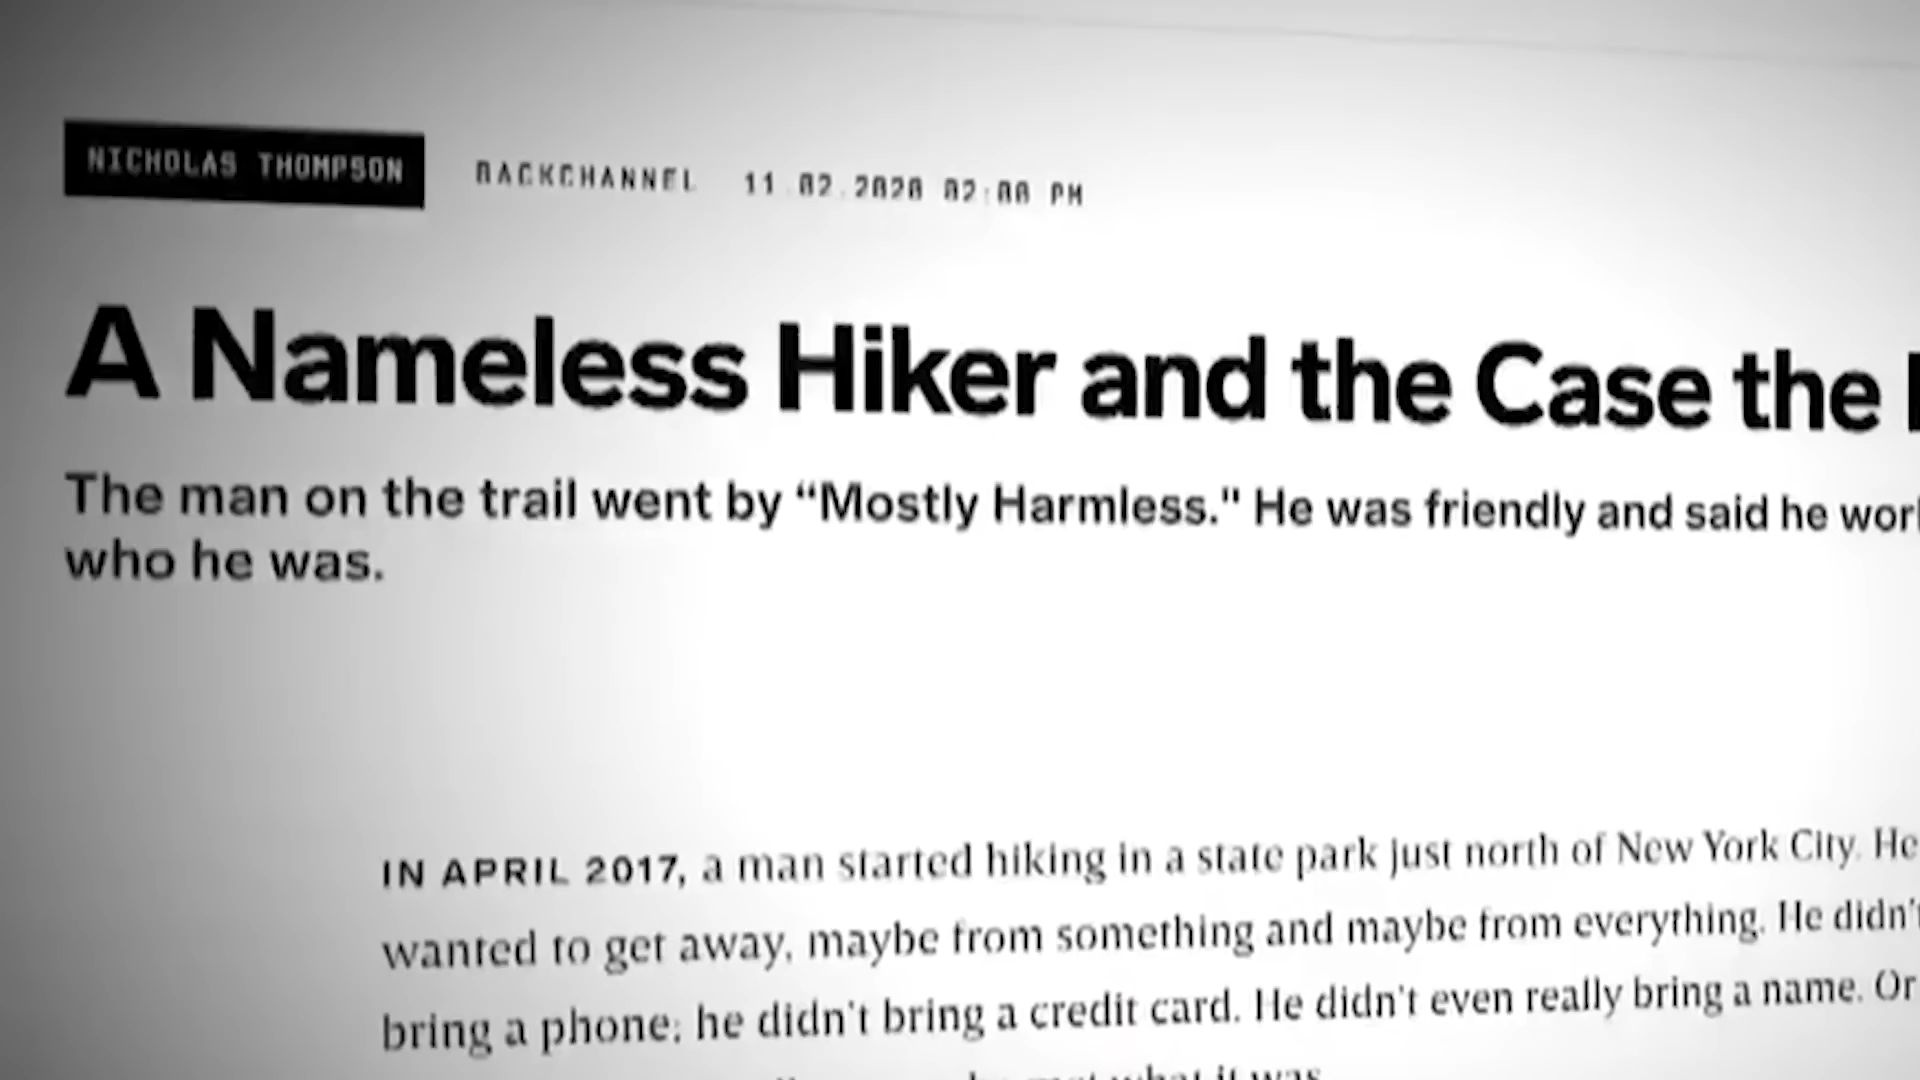 NICHOLAS THOMPSON BACKCHANNEL 11.02.2020 02:00 PM
A Nameless Hiker and the Case the
The man on the trail went by “Mostly Harmless." He was friendly and said he
who he was.
IN APRIL 2017, a man started hiking in a state park just north of New York City. He
wanted to get away, maybe from something and maybe from everything. He didn't
bring a phone; he didn't bring a credit card. He didn't even really bring a name. Or
what it was.